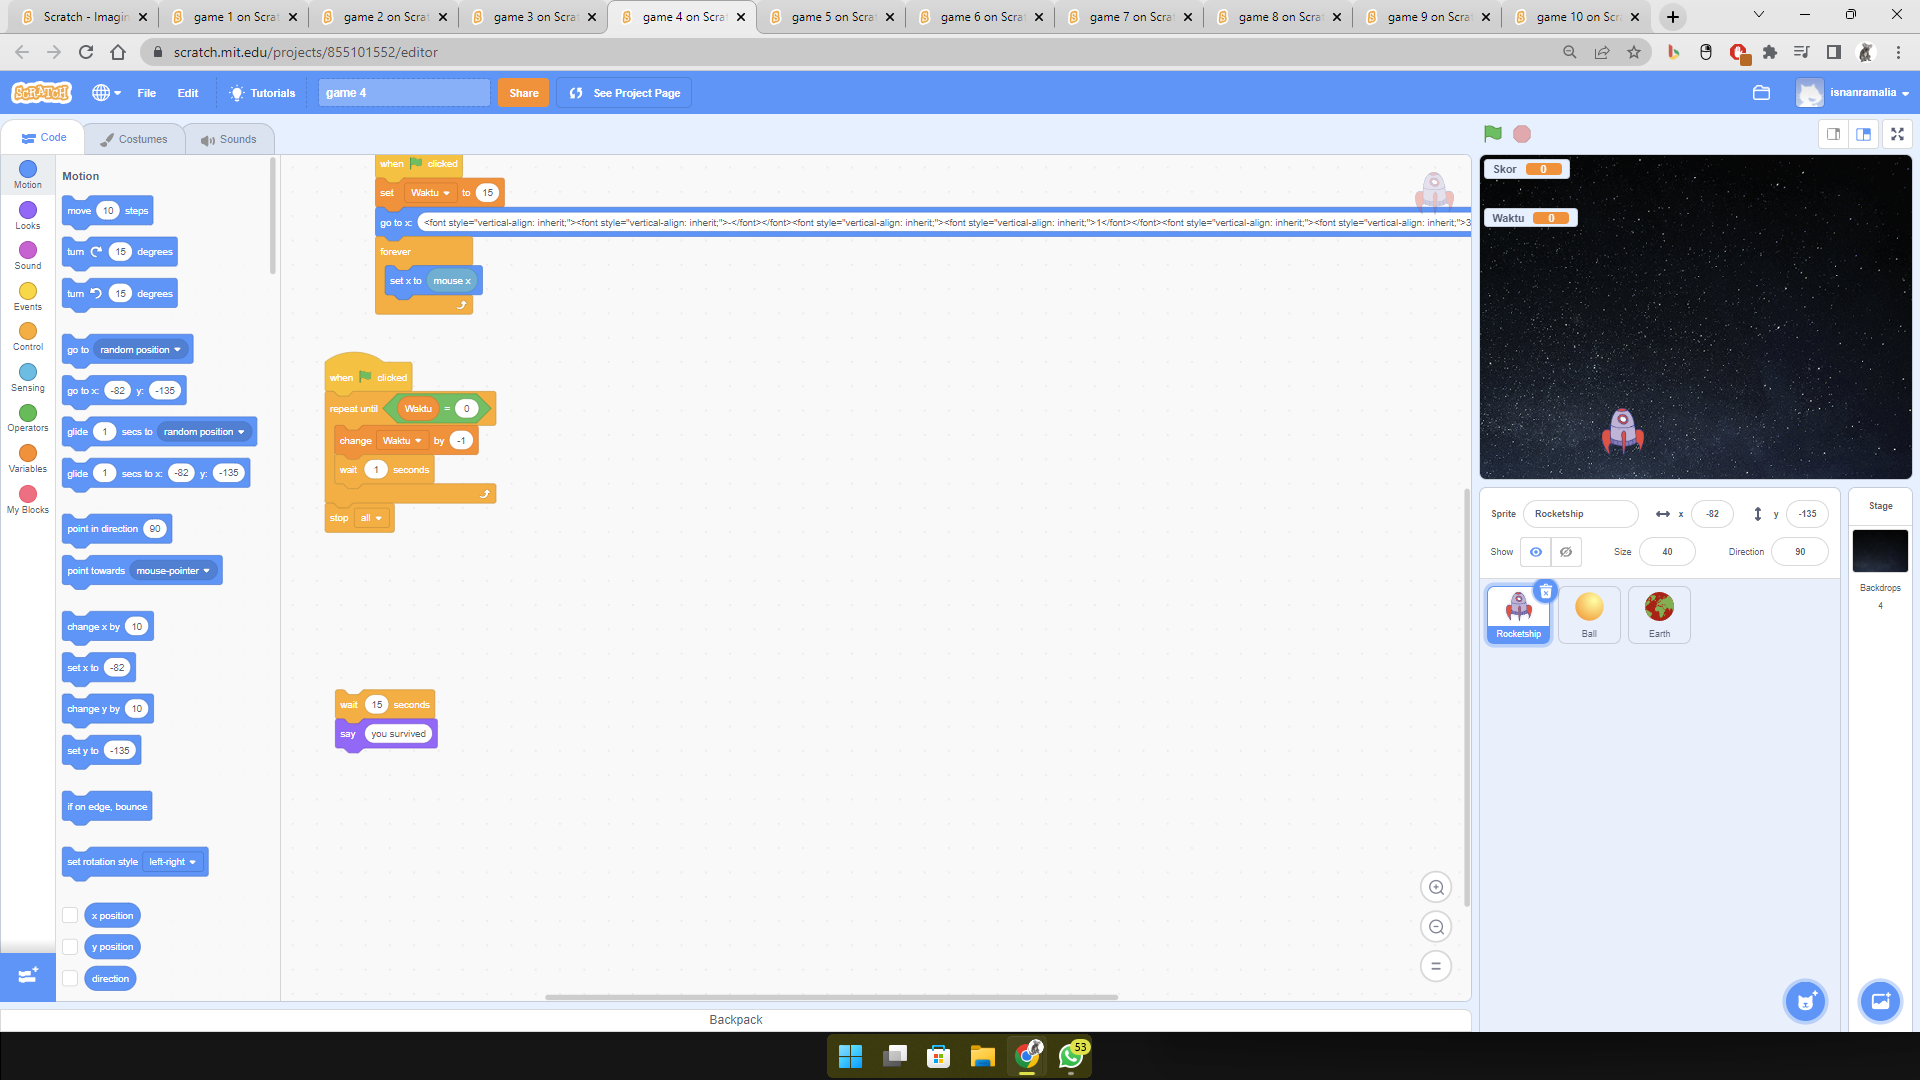 Scratch - Imagin
game 1 on Scrat
game 2 on Scrat
game 3 on Scrat
game 4 on Scrat
game 5 on Scrat
game 6 on Scrat
game 7 on Scrat
game 8 on Scrat
game 9 on Scrat
game 10 on Scr
scratch.mit.edu/projects/855101552/editor
SCRATCH
File
Edit
Tutorials
game 4
Share
See Project Page
isnanramalia
Code
Costumes
Sounds
Motion
Looks
Sound
Events
Control
Sensing
Operators
Variables
My Blocks
Motion
move 10 steps
turn 15 degrees
turn 15 degrees
go to random position
go to x: -82 y: -135
glide 1 secs to random position
glide 1 secs to x: -82 y: -135
point in direction 90
point towards mouse-pointer
change x by 10
set x to -82
change y by 10
set y to -135
if on edge, bounce
set rotation style left-right
x position
y position
direction
when clicked
set Waktu to 15
go to x: <font style="vertical-align: inherit;"><font style="vertical-align: inherit;">-</font></font><font style="vertical-align: inherit;"><font style="vertical-align: inherit;">1</font></font><font style="vertical-align: inherit;"><font style="vertical-align: inherit;">3
forever
set x to mouse x
when clicked
repeat until Waktu = 0
change Waktu by -1
wait 1 seconds
stop all
wait 15 seconds
say you survived
Skor 0
Waktu 0
Sprite Rocketship x -82 y -135
Show Size 40 Direction 90
Rocketship
Ball
Earth
Stage
Backdrops
4
Backpack
53